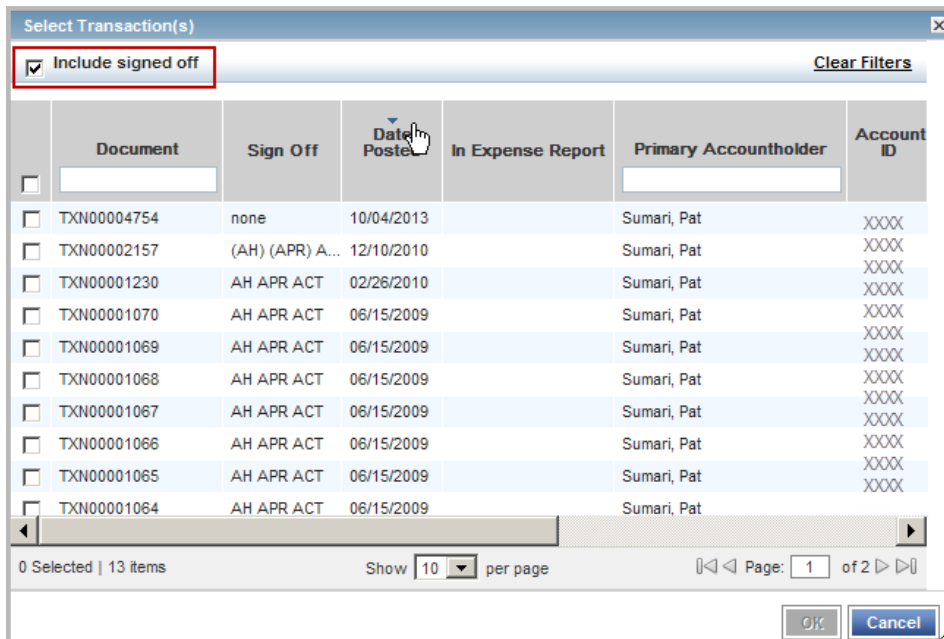 Select Transaction(s)
Include signed off Clear Filters
Document Sign Off Date Posted In Expense Report Primary Accountholder Account ID
TXN00004754 none 10/04/2013 Sumari, Pat XXXX
TXN00002157 (AH) (APR) A... 12/10/2010 Sumari, Pat XXXX
XXXX
TXN00001230 AH APR ACT 02/26/2010 Sumari, Pat XXXX
TXN00001070 AH APR ACT 06/15/2009 Sumari, Pat XXXX
XXXX
TXN00001069 AH APR ACT 06/15/2009 Sumari, Pat XXXX
TXN00001068 AH APR ACT 06/15/2009 Sumari, Pat XXXX
XXXX
TXN00001067 AH APR ACT 06/15/2009 Sumari, Pat XXXX
TXN00001066 AH APR ACT 06/15/2009 Sumari, Pat XXXX
XXXX
TXN00001065 AH APR ACT 06/15/2009 Sumari, Pat XXXX
TXN00001064 AH APR ACT 06/15/2009 Sumari, Pat
0 Selected | 13 items Show 10 per page Page: 1 of 2
OK Cancel